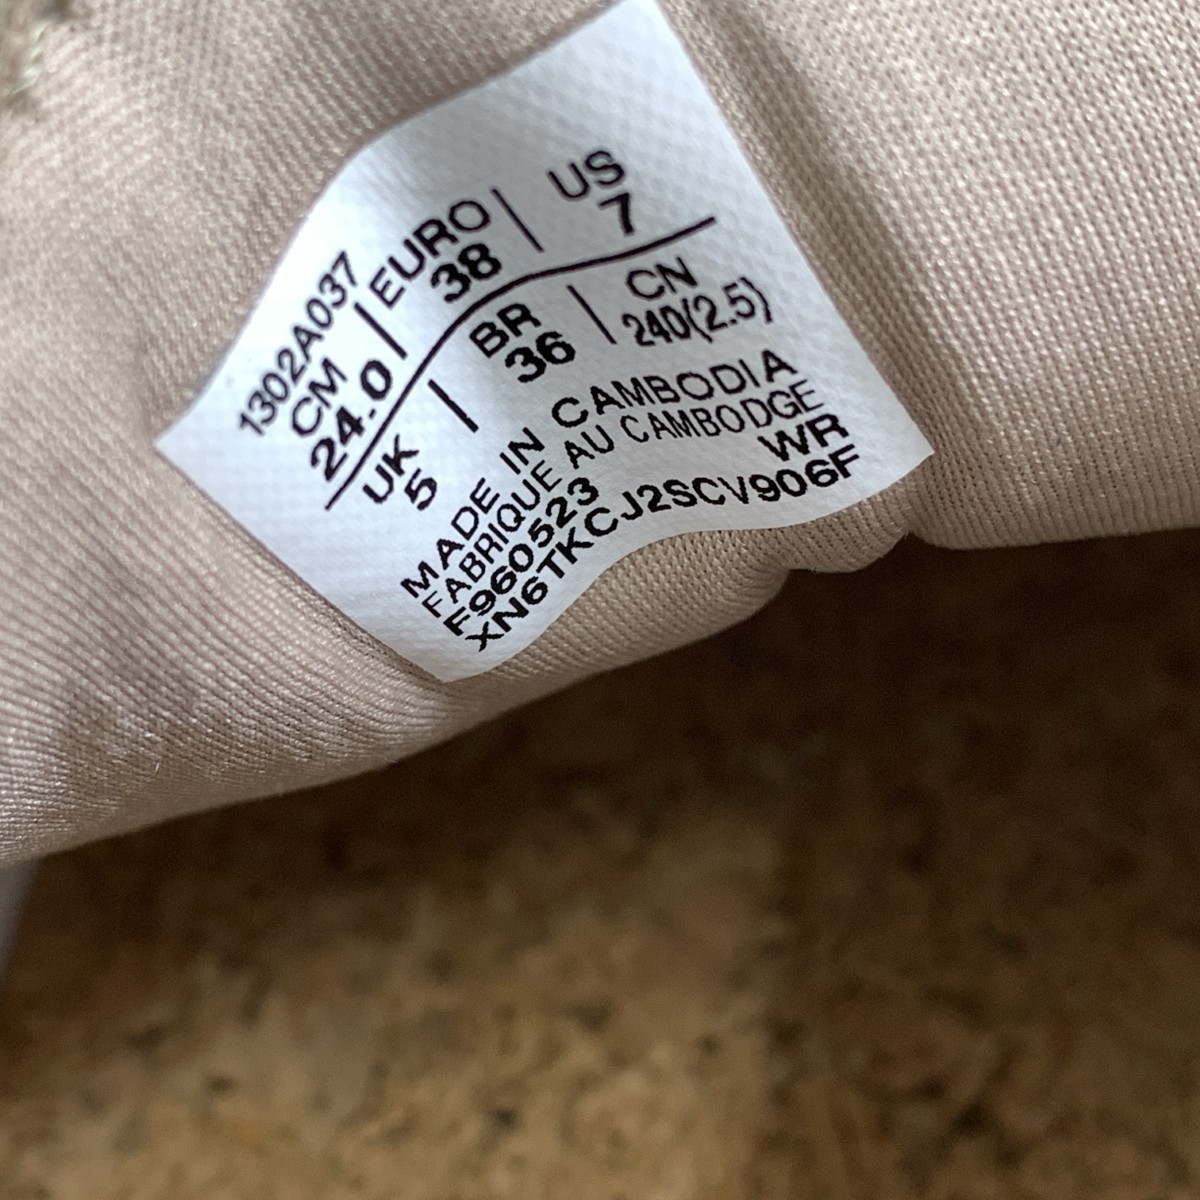 1302A037
CM | EURO | US
24.0 38 7
UK | BR | CN
5 36 240(2.5)
MADE IN CAMBODIA
FABRIQUE AU CAMBODGE
F960523 WR
XN6TKCJ2SCV906F